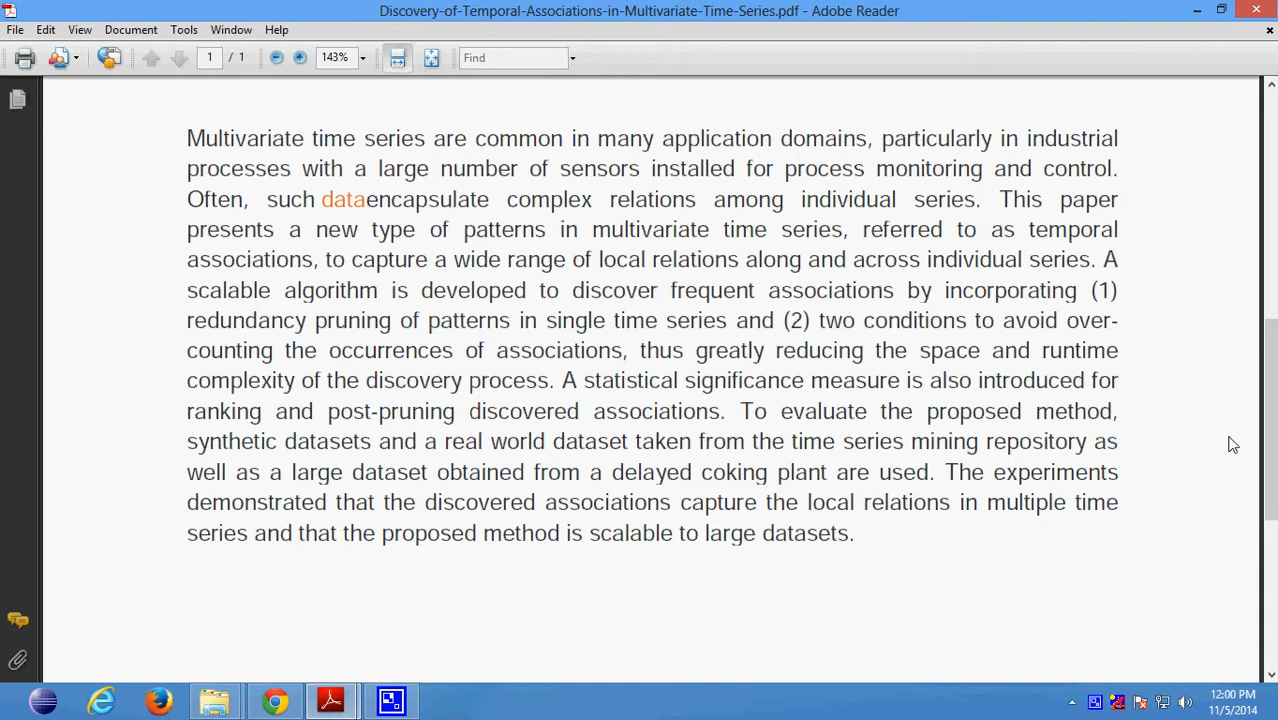 Discovery-of-Temporal-Associations-in-Multivariate-Time-Series.pdf - Adobe Reader
File Edit View Document Tools Window Help
1 / 1 143% Find
Multivariate time series are common in many application domains, particularly in industrial
processes with a large number of sensors installed for process monitoring and control.
Often, such dataencapsulate complex relations among individual series. This paper
presents a new type of patterns in multivariate time series, referred to as temporal
associations, to capture a wide range of local relations along and across individual series. A
scalable algorithm is developed to discover frequent associations by incorporating (1)
redundancy pruning of patterns in single time series and (2) two conditions to avoid over-
counting the occurrences of associations, thus greatly reducing the space and runtime
complexity of the discovery process. A statistical significance measure is also introduced for
ranking and post-pruning discovered associations. To evaluate the proposed method,
synthetic datasets and a real world dataset taken from the time series mining repository as
well as a large dataset obtained from a delayed coking plant are used. The experiments
demonstrated that the discovered associations capture the local relations in multiple time
series and that the proposed method is scalable to large datasets.
12:00 PM
11/5/2014